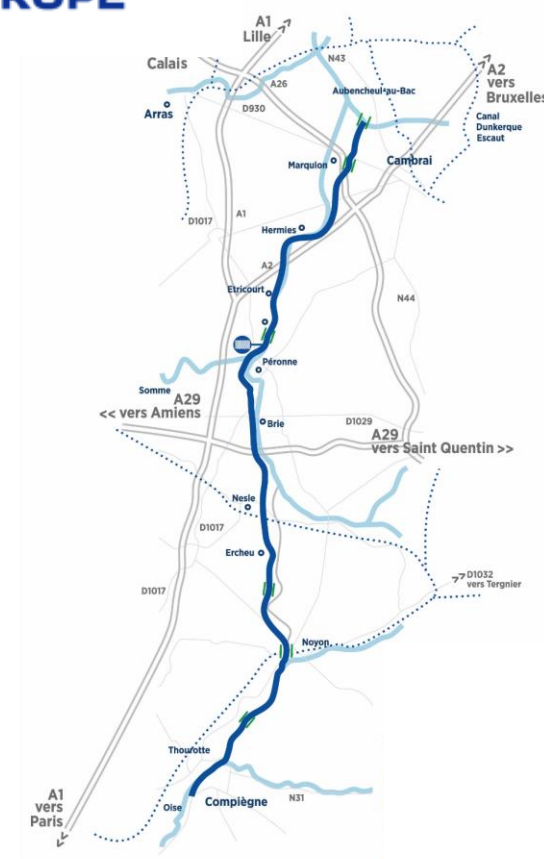 A1
Lille
N43
Calais
A26
A2
vers
Bruxelles
Aubencheul-au-Bac
D930
Arras
Canal
Dunkerque
Escaut
Marquion
Cambrai
D1017
A1
Hermies
A2
Etricourt
N44
Péronne
Somme
A29
<< vers Amiens
D1029
Brie
A29
vers Saint Quentin >>
Nesle
D1017
Ercheu
D1017
D1032
vers Tergnier
Noyon
Thourotte
A1
vers
Paris
Oise
Compiègne
N31